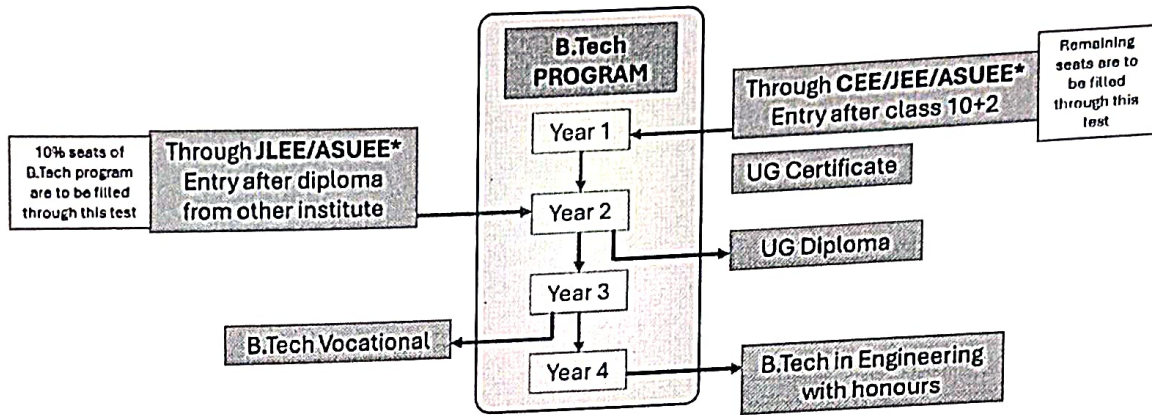 B.Tech
PROGRAM
Remaining
seats are to
be filled
through this
test
Through CEE/JEE/ASUEE*
Entry after class 10+2
Year 1
10% seats of
B.Tech program
are to be filled
through this test
Through JLEE/ASUEE*
Entry after diploma
from other institute
UG Certificate
Year 2
UG Diploma
Year 3
B.Tech Vocational
Year 4
B.Tech in Engineering
with honours